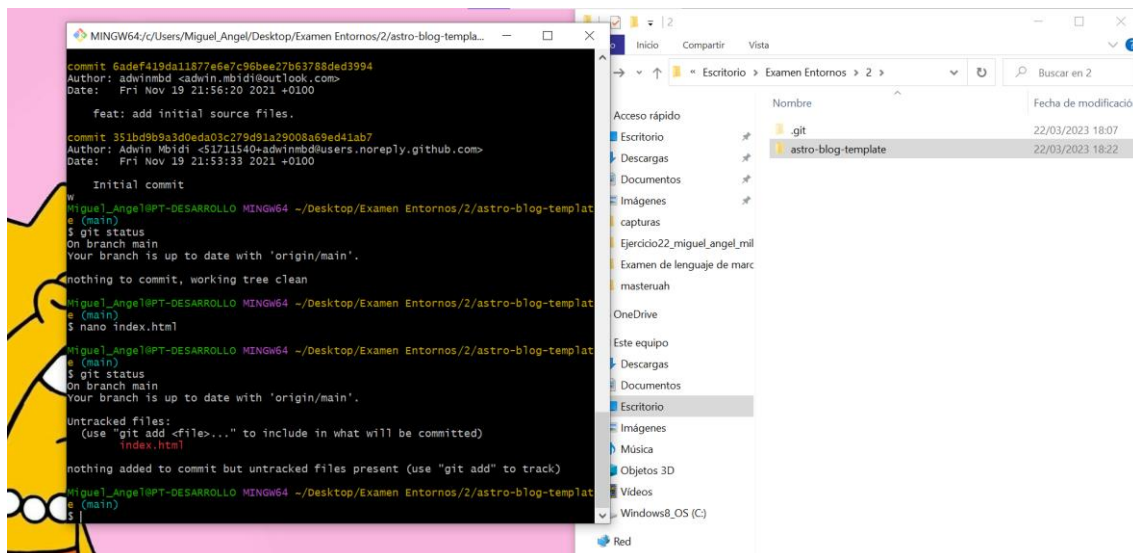 MINGW64:/c/Users/Miguel_Angel/Desktop/Examen Entornos/2/astro-blog-templa...
commit 6adef419da11877e6e7c96bee27b63788ded3994
Author: adwinmbd <adwin.mbidi@outlook.com>
Date:   Fri Nov 19 21:56:20 2021 +0100
feat: add initial source files.
commit 351bd9b9a3d0eda03c279d91a29008a69ed41ab7
Author: Adwin Mbidi <51711540+adwinmbd@users.noreply.github.com>
Date:   Fri Nov 19 21:53:33 2021 +0100
Initial commit
w
Miguel_Angel@PT-DESARROLLO MINGW64 ~/Desktop/Examen Entornos/2/astro-blog-templat
e (main)
$ git status
On branch main
Your branch is up to date with 'origin/main'.
nothing to commit, working tree clean
Miguel_Angel@PT-DESARROLLO MINGW64 ~/Desktop/Examen Entornos/2/astro-blog-templat
e (main)
$ nano index.html
Miguel_Angel@PT-DESARROLLO MINGW64 ~/Desktop/Examen Entornos/2/astro-blog-templat
e (main)
$ git status
On branch main
Your branch is up to date with 'origin/main'.
Untracked files:
(use "git add <file>..." to include in what will be committed)
index.html
nothing added to commit but untracked files present (use "git add" to track)
Miguel_Angel@PT-DESARROLLO MINGW64 ~/Desktop/Examen Entornos/2/astro-blog-templat
e (main)
$
2
o Inicio Compartir Vista
« Escritorio > Examen Entornos > 2 > Buscar en 2
Nombre Fecha de modificació
.git 22/03/2023 18:07
astro-blog-template 22/03/2023 18:22
Acceso rápido
Escritorio
Descargas
Documentos
Imágenes
capturas
Ejercicio22_miguel_angel_mil
Examen de lenguaje de marc
masteruah
OneDrive
Este equipo
Descargas
Documentos
Escritorio
Imágenes
Música
Objetos 3D
Vídeos
Windows8_OS (C:)
Red